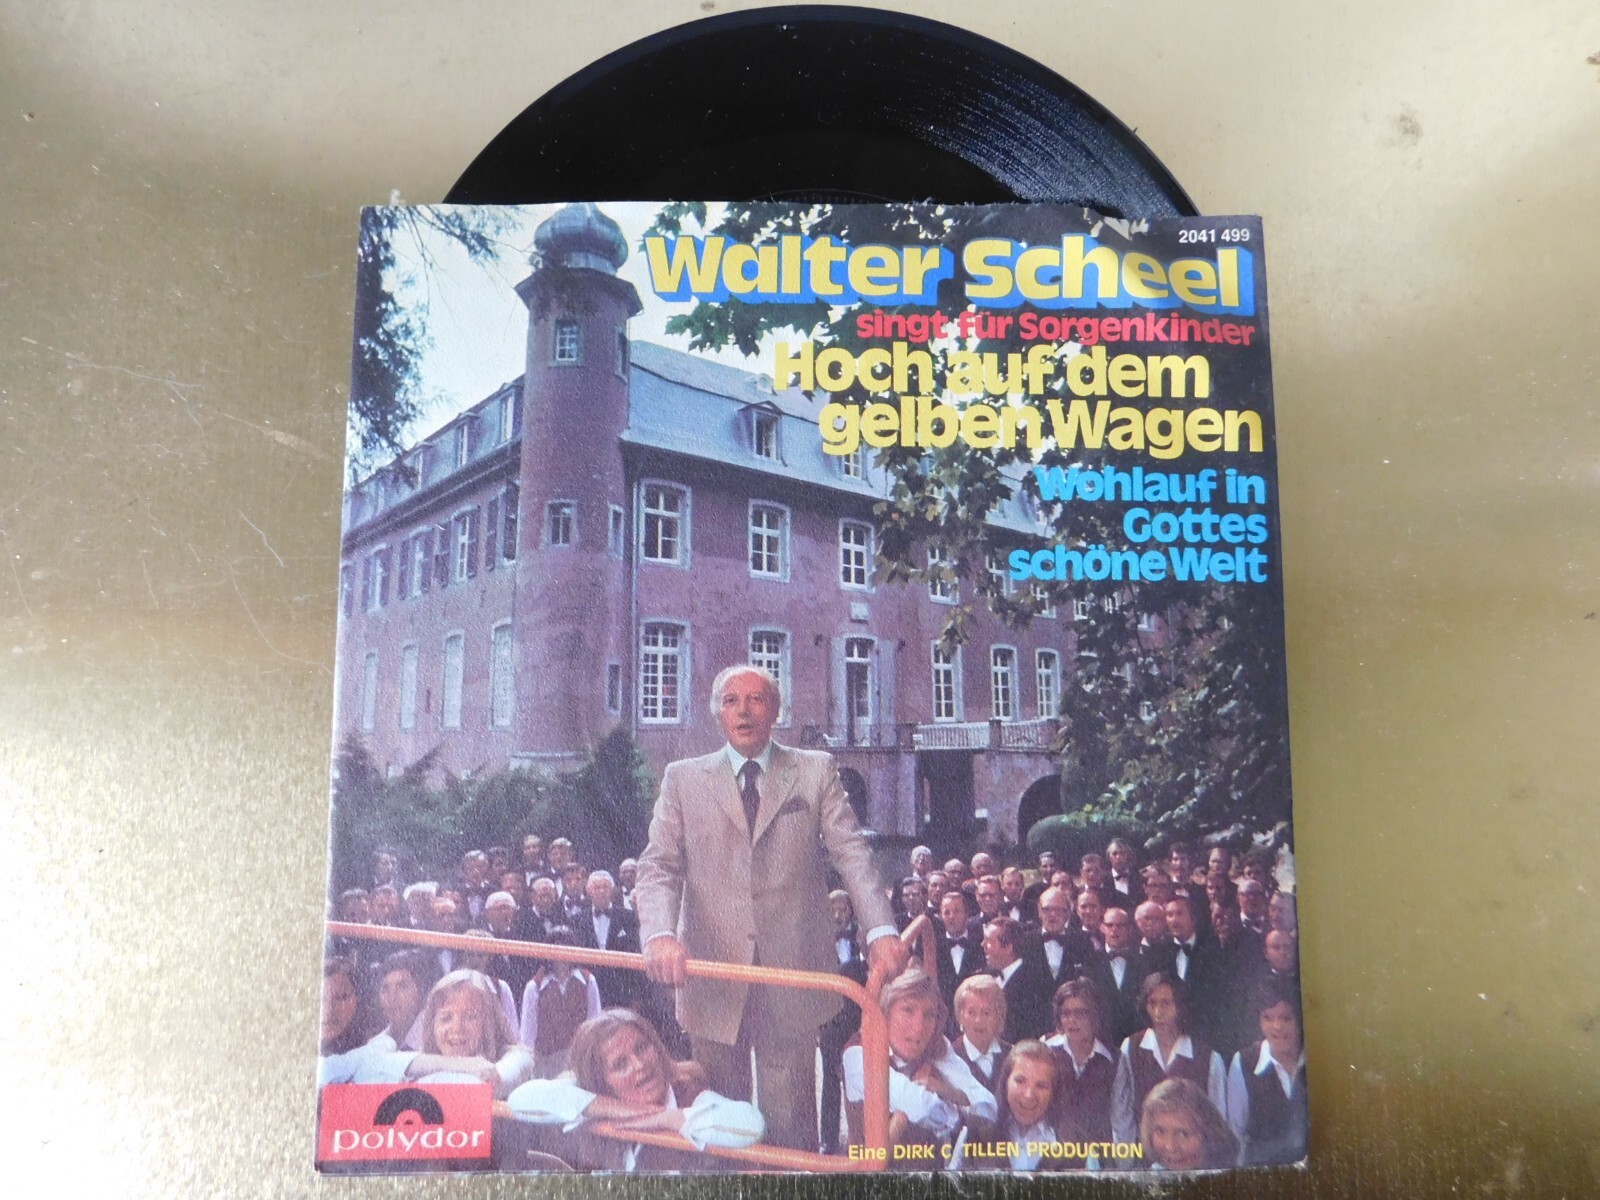 2041 499
Walter Scheel
singt für Sorgenkinder
Hoch auf dem
gelben Wagen
Wohlauf in
Gottes
schöne Welt
polydor
Eine DIRK C. TILLEN PRODUCTION